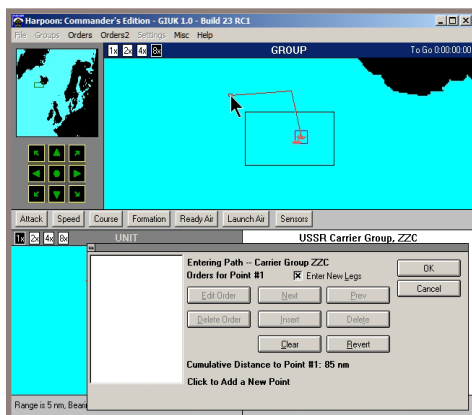 Harpoon: Commander's Edition - GIUK 1.0 - Build 23 RC1
File Groups Orders Orders2 Settings Misc Help
1x 2x 4x 8x GROUP To Go 0:00:00:00
Attack Speed Course Formation Ready Air Launch Air Sensors
1x 2x 4x 8x UNIT USSR Carrier Group, ZZC
Entering Path -- Carrier Group ZZC
Orders for Point #1 Enter New Legs OK
Edit Order Next Prev Cancel
Delete Order Insert Delete
Clear Revert
Cumulative Distance to Point #1: 85 nm
Click to Add a New Point
Range is 5 nm, Beari